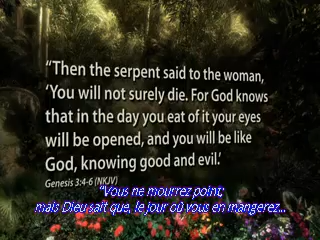 “Then the serpent said to the woman,
‘You will not surely die. For God knows
that in the day you eat of it your eyes
will be opened, and you will be like
God, knowing good and evil.’
Genesis 3:4-6 (NKJV)
“Vous ne mourrez point;
mais Dieu sait que, le jour où vous en mangerez...